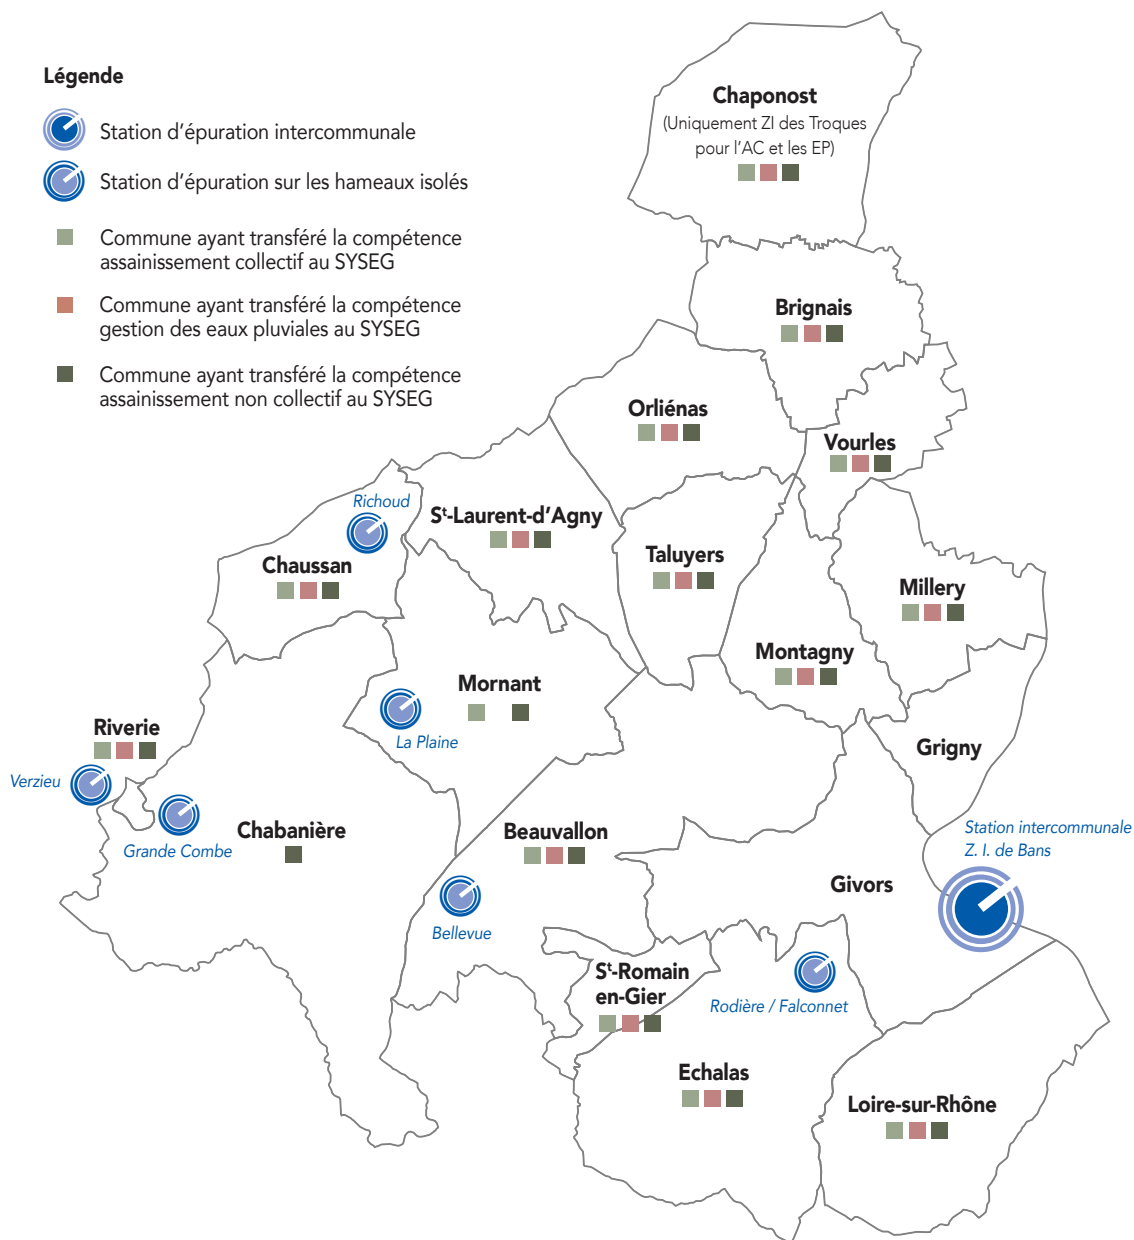 Légende
Station d'épuration intercommunale
Station d'épuration sur les hameaux isolés
Commune ayant transféré la compétence
assainissement collectif au SYSEG
Commune ayant transféré la compétence
gestion des eaux pluviales au SYSEG
Commune ayant transféré la compétence
assainissement non collectif au SYSEG
Chaponost
(Uniquement ZI des Troques
pour l'AC et les EP)
Brignais
Orliénas
Vourles
Richoud
St-Laurent-d'Agny
Chaussan
Taluyers
Millery
Montagny
Mornant
La Plaine
Riverie
Grigny
Verzieu
Grande Combe
Chabanière
Beauvallon
Station intercommunale
Z. I. de Bans
Givors
Bellevue
St-Romain
en-Gier
Rodière / Falconnet
Echalas
Loire-sur-Rhône